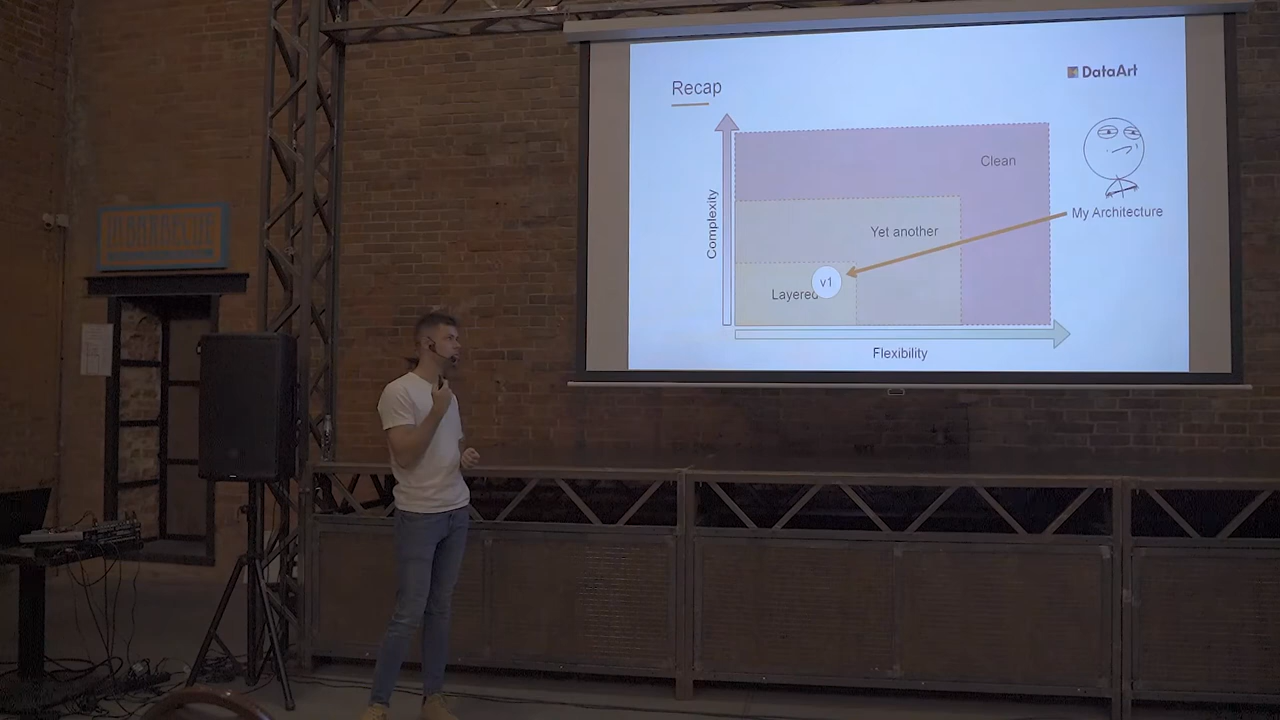 Recap
DataArt
Clean
Complexity
My Architecture
Yet another
v1
Layered
Flexibility